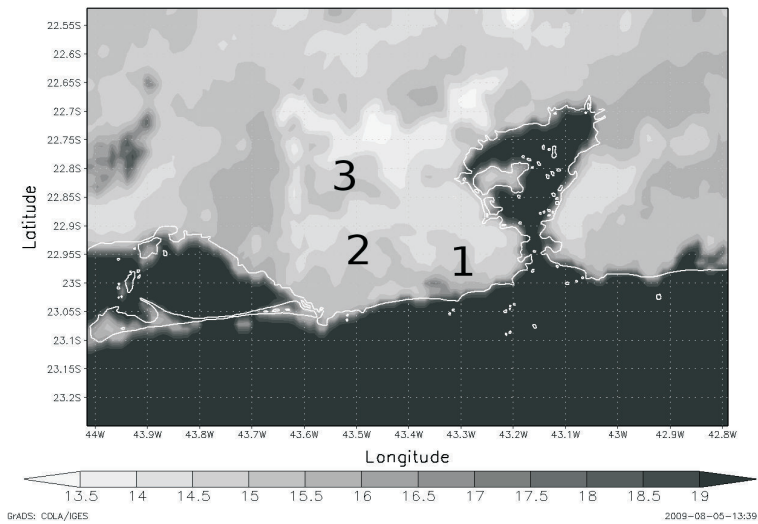 22.55S
22.6S
22.65S
22.7S
22.75S
22.8S
22.85S
22.9S
22.95S
23S
23.05S
23.1S
23.15S
23.2S
Latitude
3
2
1
44W 43.9W 43.8W 43.7W 43.6W 43.5W 43.4W 43.3W 43.2W 43.1W 43W 42.9W 42.8W
Longitude
13.5 14 14.5 15 15.5 16 16.5 17 17.5 18 18.5 19
GrADS: COLA/IGES 2009-08-05-13:39